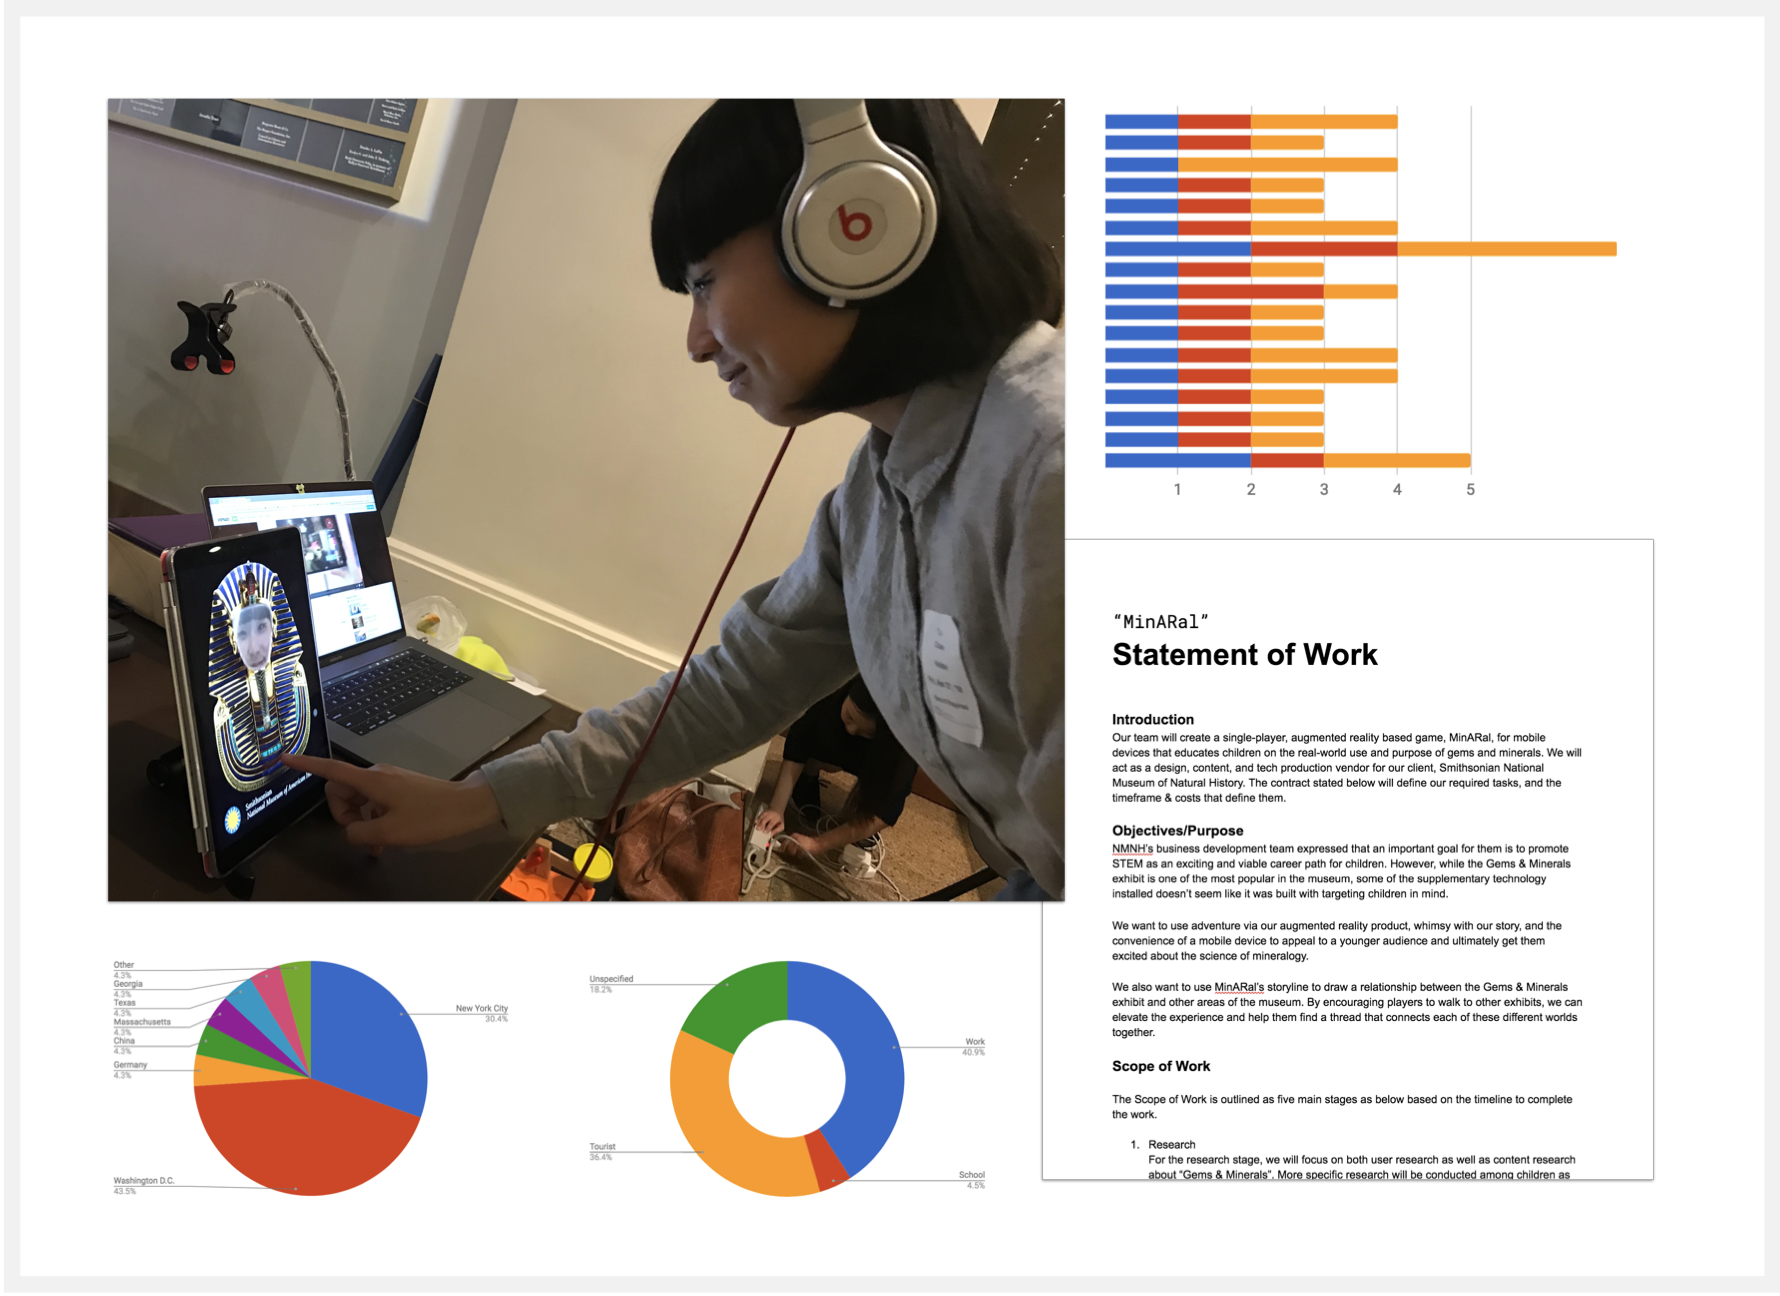 b
Smithsonian
National Museum of American
1
2
3
4
5
"MinARal"
Statement of Work
Introduction
Our team will create a single-player, augmented reality based game, MinARal, for mobile
devices that educates children on the real-world use and purpose of gems and minerals. We will
act as a design, content, and tech production vendor for our client, Smithsonian National
Museum of Natural History. The contract stated below will define our required tasks, and the
timeframe & costs that define them.
Objectives/Purpose
NMNH's business development team expressed that an important goal for them is to promote
STEM as an exciting and viable career path for children. However, while the Gems & Minerals
exhibit is one of the most popular in the museum, some of the supplementary technology
installed doesn't seem like it was built with targeting children in mind.
We want to use adventure via our augmented reality product, whimsy with our story, and the
convenience of a mobile device to appeal to a younger audience and ultimately get them
excited about the science of mineralogy.
We also want to use MinARal's storyline to draw a relationship between the Gems & Minerals
exhibit and other areas of the museum. By encouraging players to walk to other exhibits, we can
elevate the experience and help them find a thread that connects each of these different worlds
together.
Scope of Work
The Scope of Work is outlined as five main stages as below based on the timeline to complete
the work.
1. Research
For the research stage, we will focus on both user research as well as content research
about "Gems & Minerals". More specific research will be conducted among children as
Other
4.3%
Georgia
4.3%
Texas
4.3%
Massachusetts
4.3%
China
4.3%
Germany
4.3%
New York City
30.4%
Washington D.C.
43.5%
Unspecified
18.2%
Work
40.9%
Tourist
36.4%
School
4.5%